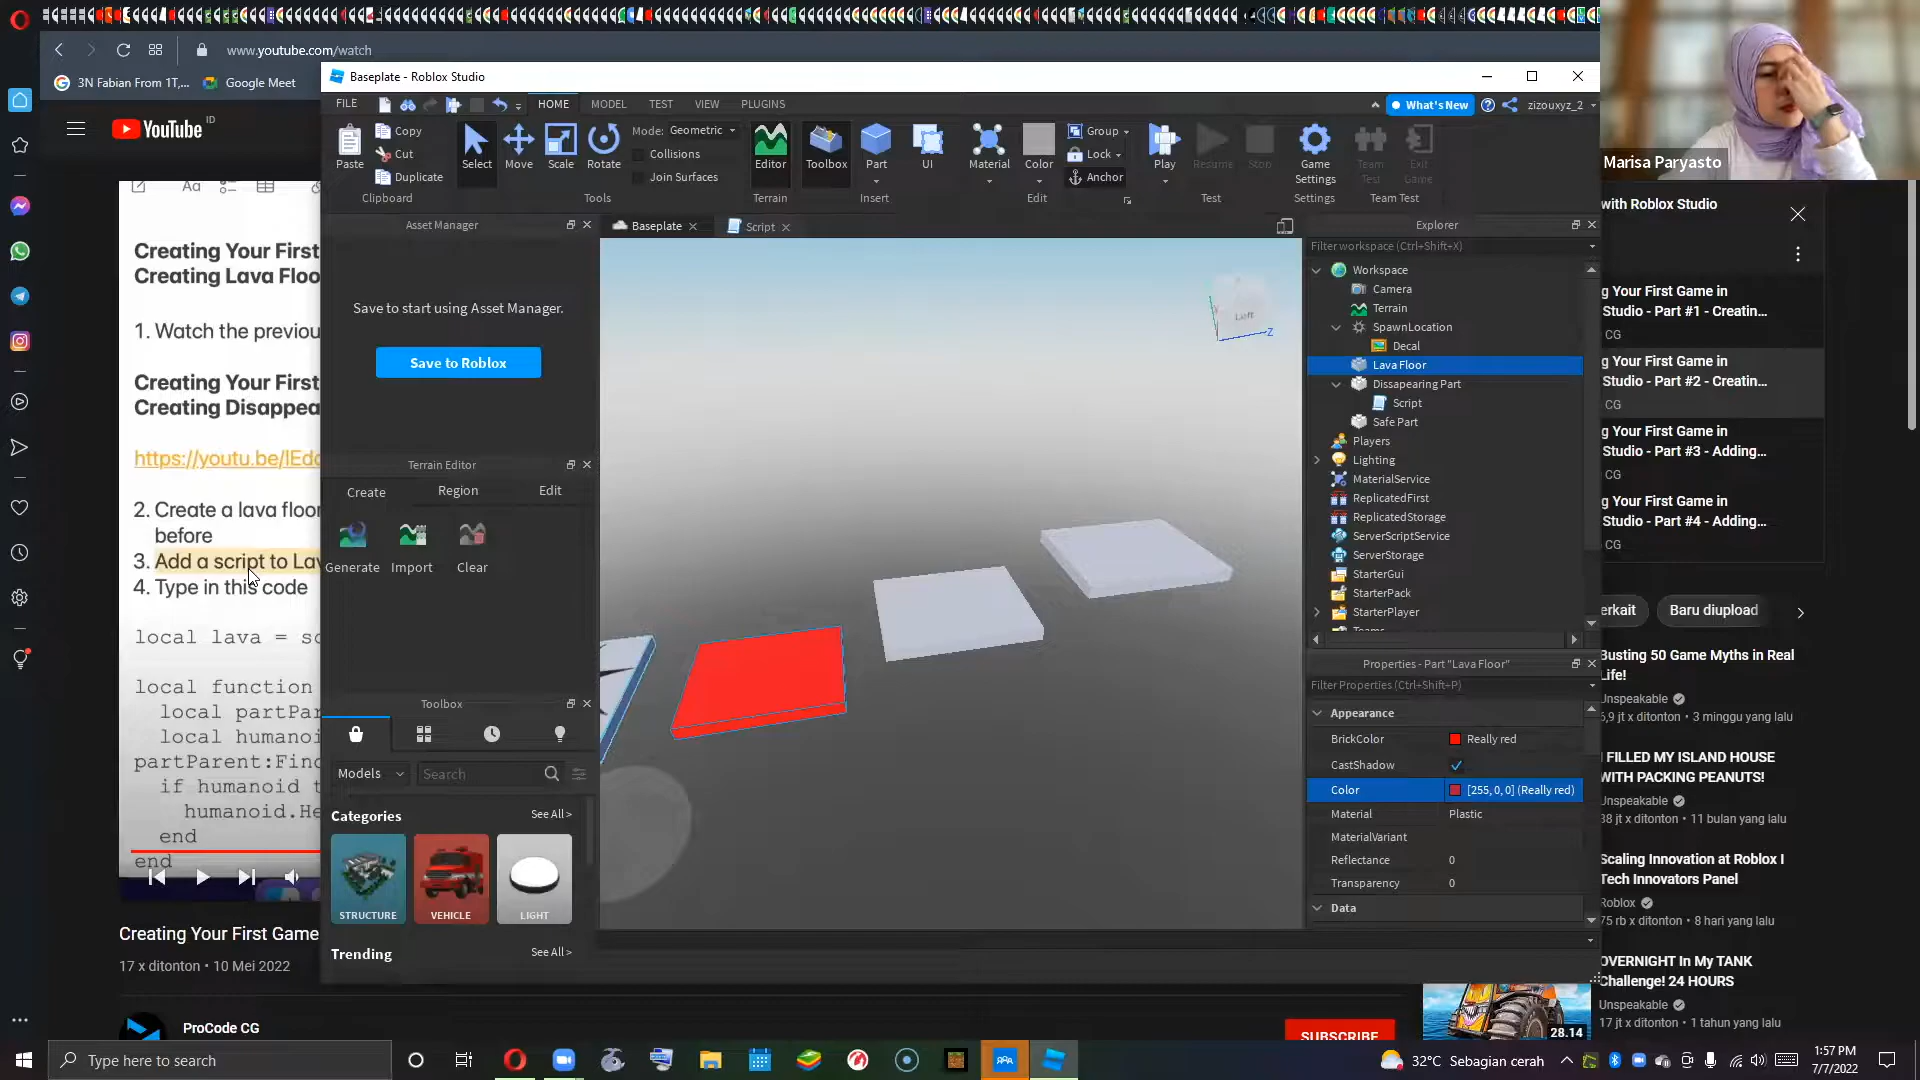 www.youtube.com/watch
3N Fabian From 1T,...
Google Meet
YouTube
ID
Aa
Creating Your First
Creating Lava Floo
1. Watch the previou
Creating Your First
Creating Disappea
https://youtu.be/lEdc
2. Create a lava floor
before
3. Add a script to Lav
4. Type in this code
local lava = sc
local function
local partPar
local humanoi
partParent:Find
if humanoid t
humanoid.He
end
end
Creating Your First Game
17 x ditonton • 10 Mei 2022
ProCode CG
Baseplate - Roblox Studio
FILE
HOME
MODEL
TEST
VIEW
PLUGINS
What's New
zizouxyz_2
Paste
Copy
Cut
Duplicate
Clipboard
Select
Move
Scale
Rotate
Mode: Geometric
Collisions
Join Surfaces
Tools
Editor
Terrain
Toolbox
Part
UI
Insert
Material
Color
Group
Lock
Anchor
Edit
Play
Resume
Stop
Test
Game
Settings
Settings
Team
Test
Exit
Game
Team Test
Asset Manager
Save to start using Asset Manager.
Save to Roblox
Terrain Editor
Create
Region
Edit
Generate
Import
Clear
Toolbox
Models
Search
Categories
See All >
STRUCTURE
VEHICLE
LIGHT
Trending
See All >
Baseplate
Script
Left
Z
Explorer
Filter workspace (Ctrl+Shift+X)
Workspace
Camera
Terrain
SpawnLocation
Decal
Lava Floor
Dissapearing Part
Script
Safe Part
Players
Lighting
MaterialService
ReplicatedFirst
ReplicatedStorage
ServerScriptService
ServerStorage
StarterGui
StarterPack
StarterPlayer
Teams
Properties - Part "Lava Floor"
Filter Properties (Ctrl+Shift+P)
Appearance
BrickColor
Really red
CastShadow
Color
[255, 0, 0] (Really red)
Material
Plastic
MaterialVariant
Reflectance
0
Transparency
0
Data
Marisa Paryasto
with Roblox Studio
g Your First Game in
Studio - Part #1 - Creatin...
CG
g Your First Game in
Studio - Part #2 - Creatin...
CG
g Your First Game in
Studio - Part #3 - Adding...
CG
g Your First Game in
Studio - Part #4 - Adding...
CG
erkait
Baru diupload
Busting 50 Game Myths in Real
Life!
Unspeakable
6,9 jt x ditonton • 3 minggu yang lalu
I FILLED MY ISLAND HOUSE
WITH PACKING PEANUTS!
Unspeakable
38 jt x ditonton • 11 bulan yang lalu
Scaling Innovation at Roblox I
Tech Innovators Panel
Roblox
75 rb x ditonton • 8 hari yang lalu
OVERNIGHT In My TANK
Challenge! 24 HOURS
Unspeakable
17 jt x ditonton • 1 tahun yang lalu
28.14
SUBSCRIBE
Type here to search
32°C Sebagian cerah
1:57 PM
7/7/2022